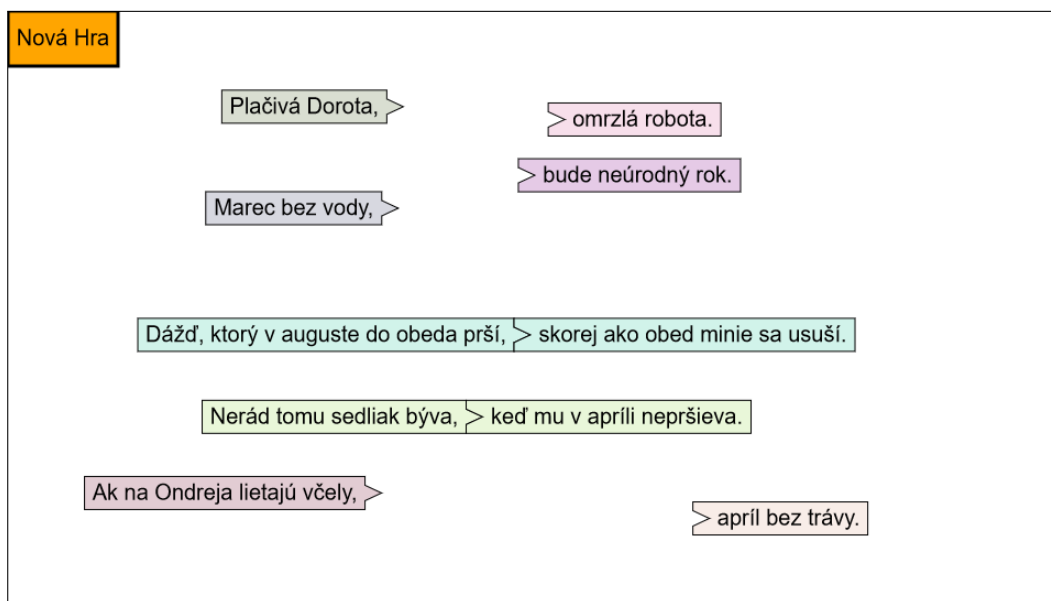 Nová Hra
Plačivá Dorota,
omrzlá robota.
bude neúrodný rok.
Marec bez vody,
Dážď, ktorý v auguste do obeda prší, skorej ako obed minie sa usuší.
Nerád tomu sedliak býva, keď mu v apríli nepršieva.
Ak na Ondreja lietajú včely,
apríl bez trávy.